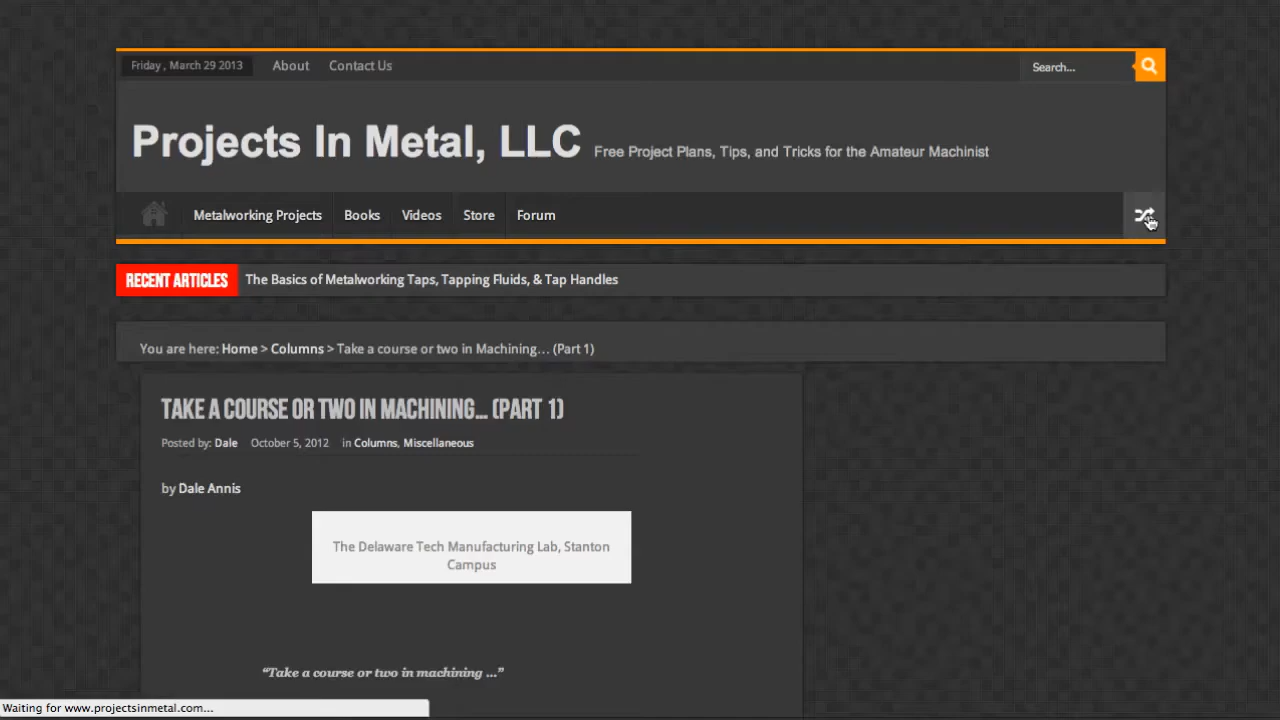 Friday , March 29 2013 About Contact Us Search...
Projects In Metal, LLC Free Project Plans, Tips, and Tricks for the Amateur Machinist
Metalworking Projects Books Videos Store Forum
RECENT ARTICLES The Basics of Metalworking Taps, Tapping Fluids, & Tap Handles
You are here: Home > Columns > Take a course or two in Machining… (Part 1)
TAKE A COURSE OR TWO IN MACHINING… (PART 1)
Posted by: Dale October 5, 2012 in Columns, Miscellaneous
by Dale Annis
The Delaware Tech Manufacturing Lab, Stanton
Campus
“Take a course or two in machining …”
Waiting for www.projectsinmetal.com...